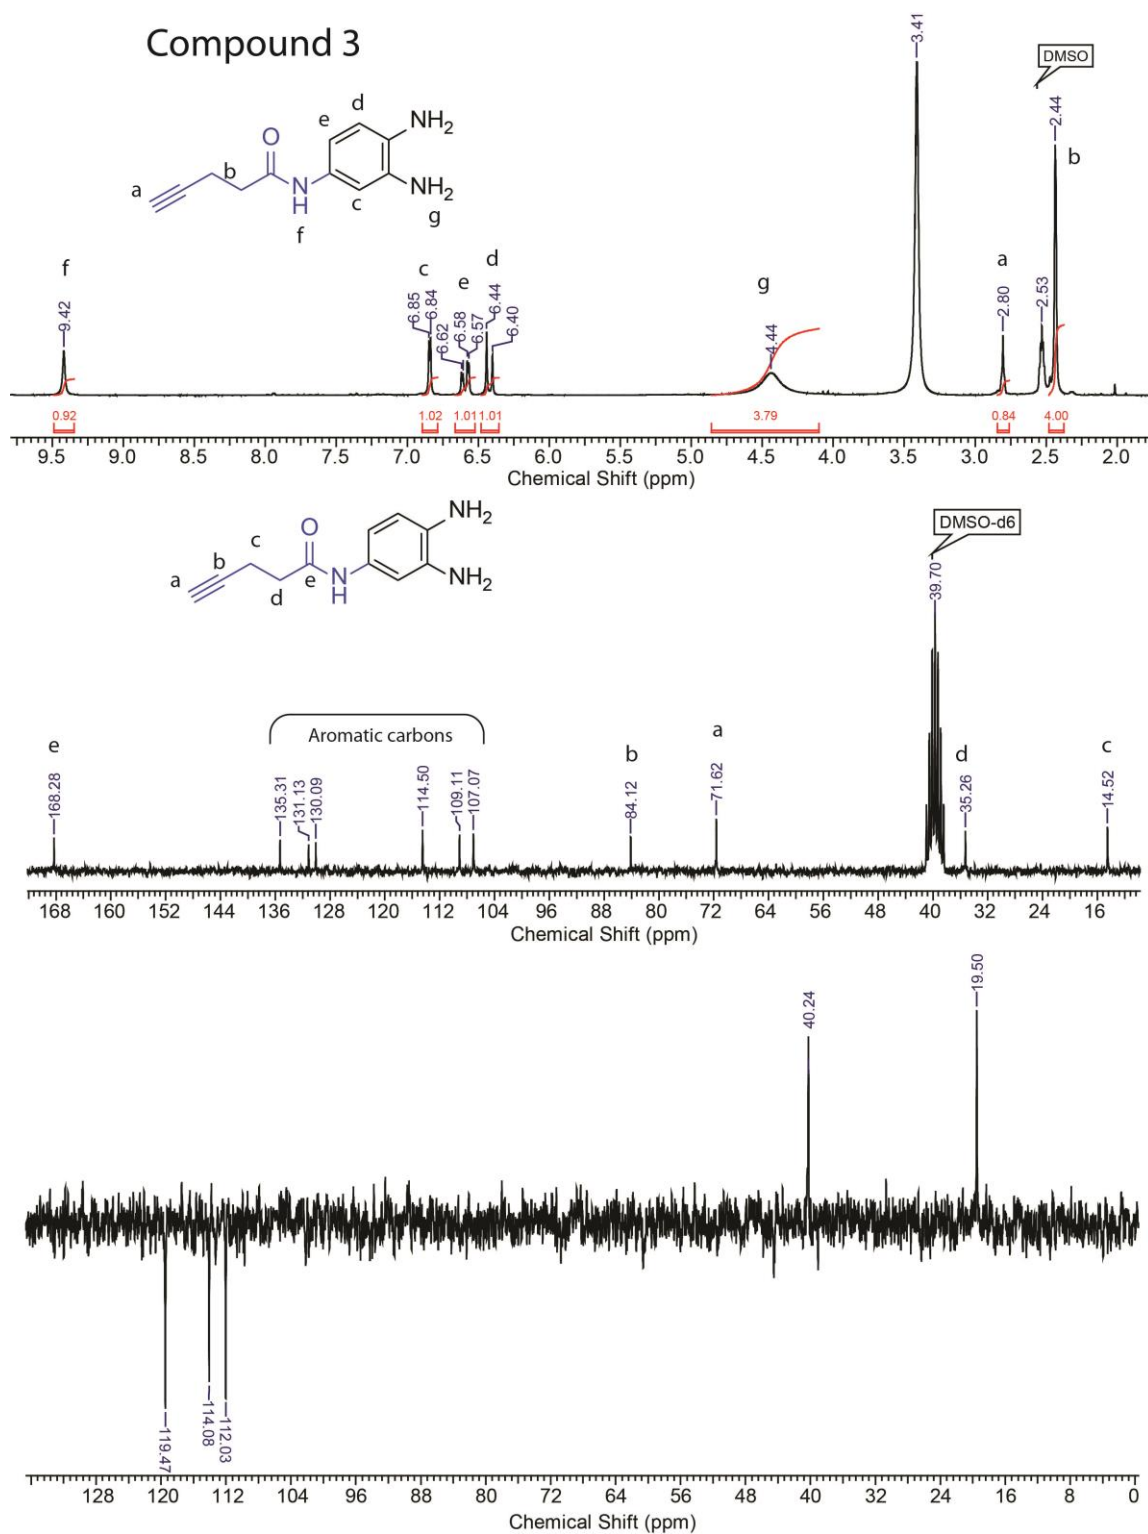 Compound 3
3.41
DMSO
2.44
b
d
e
NH2
O
b
a
N
H
NH2
c
g
f
f
9.42
c
6.85
6.84
e
6.62
6.58
6.57
d
6.44
6.40
g
4.44
a
2.80
2.53
0.92
1.02
1.01
1.01
3.79
0.84
4.00
9.5 9.0 8.5 8.0 7.5 7.0 6.5 6.0 5.5 5.0 4.5 4.0 3.5 3.0 2.5 2.0
Chemical Shift (ppm)
NH2
O
c
b
a
N
H
NH2
d
e
DMSO-d6
39.70
Aromatic carbons
e
168.28
135.31
131.13
130.09
114.50
109.11
107.07
b
84.12
a
71.62
d
35.26
c
14.52
168 160 152 144 136 128 120 112 104 96 88 80 72 64 56 48 40 32 24 16
Chemical Shift (ppm)
40.24
19.50
119.47
114.08
112.03
128 120 112 104 96 88 80 72 64 56 48 40 32 24 16 8 0
Chemical Shift (ppm)